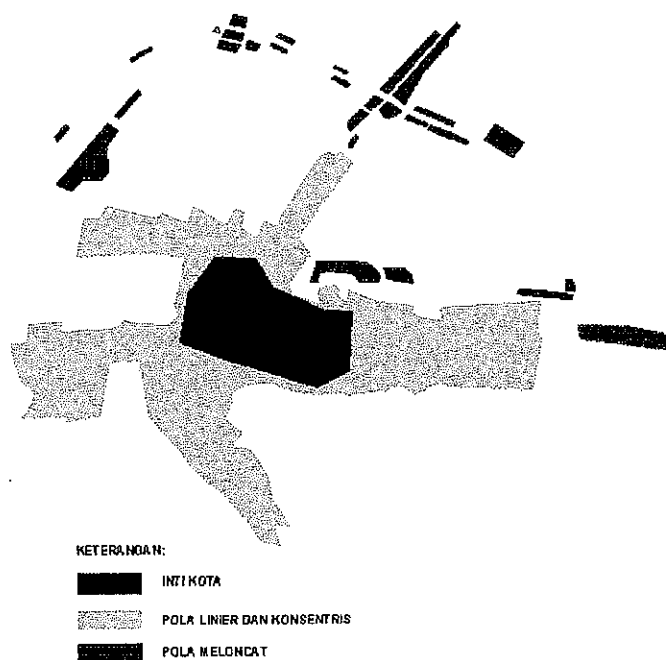 KETERANGAN:
INTI KOTA
POLA LINIER DAN KONSENTRIS
POLA MELONCAT